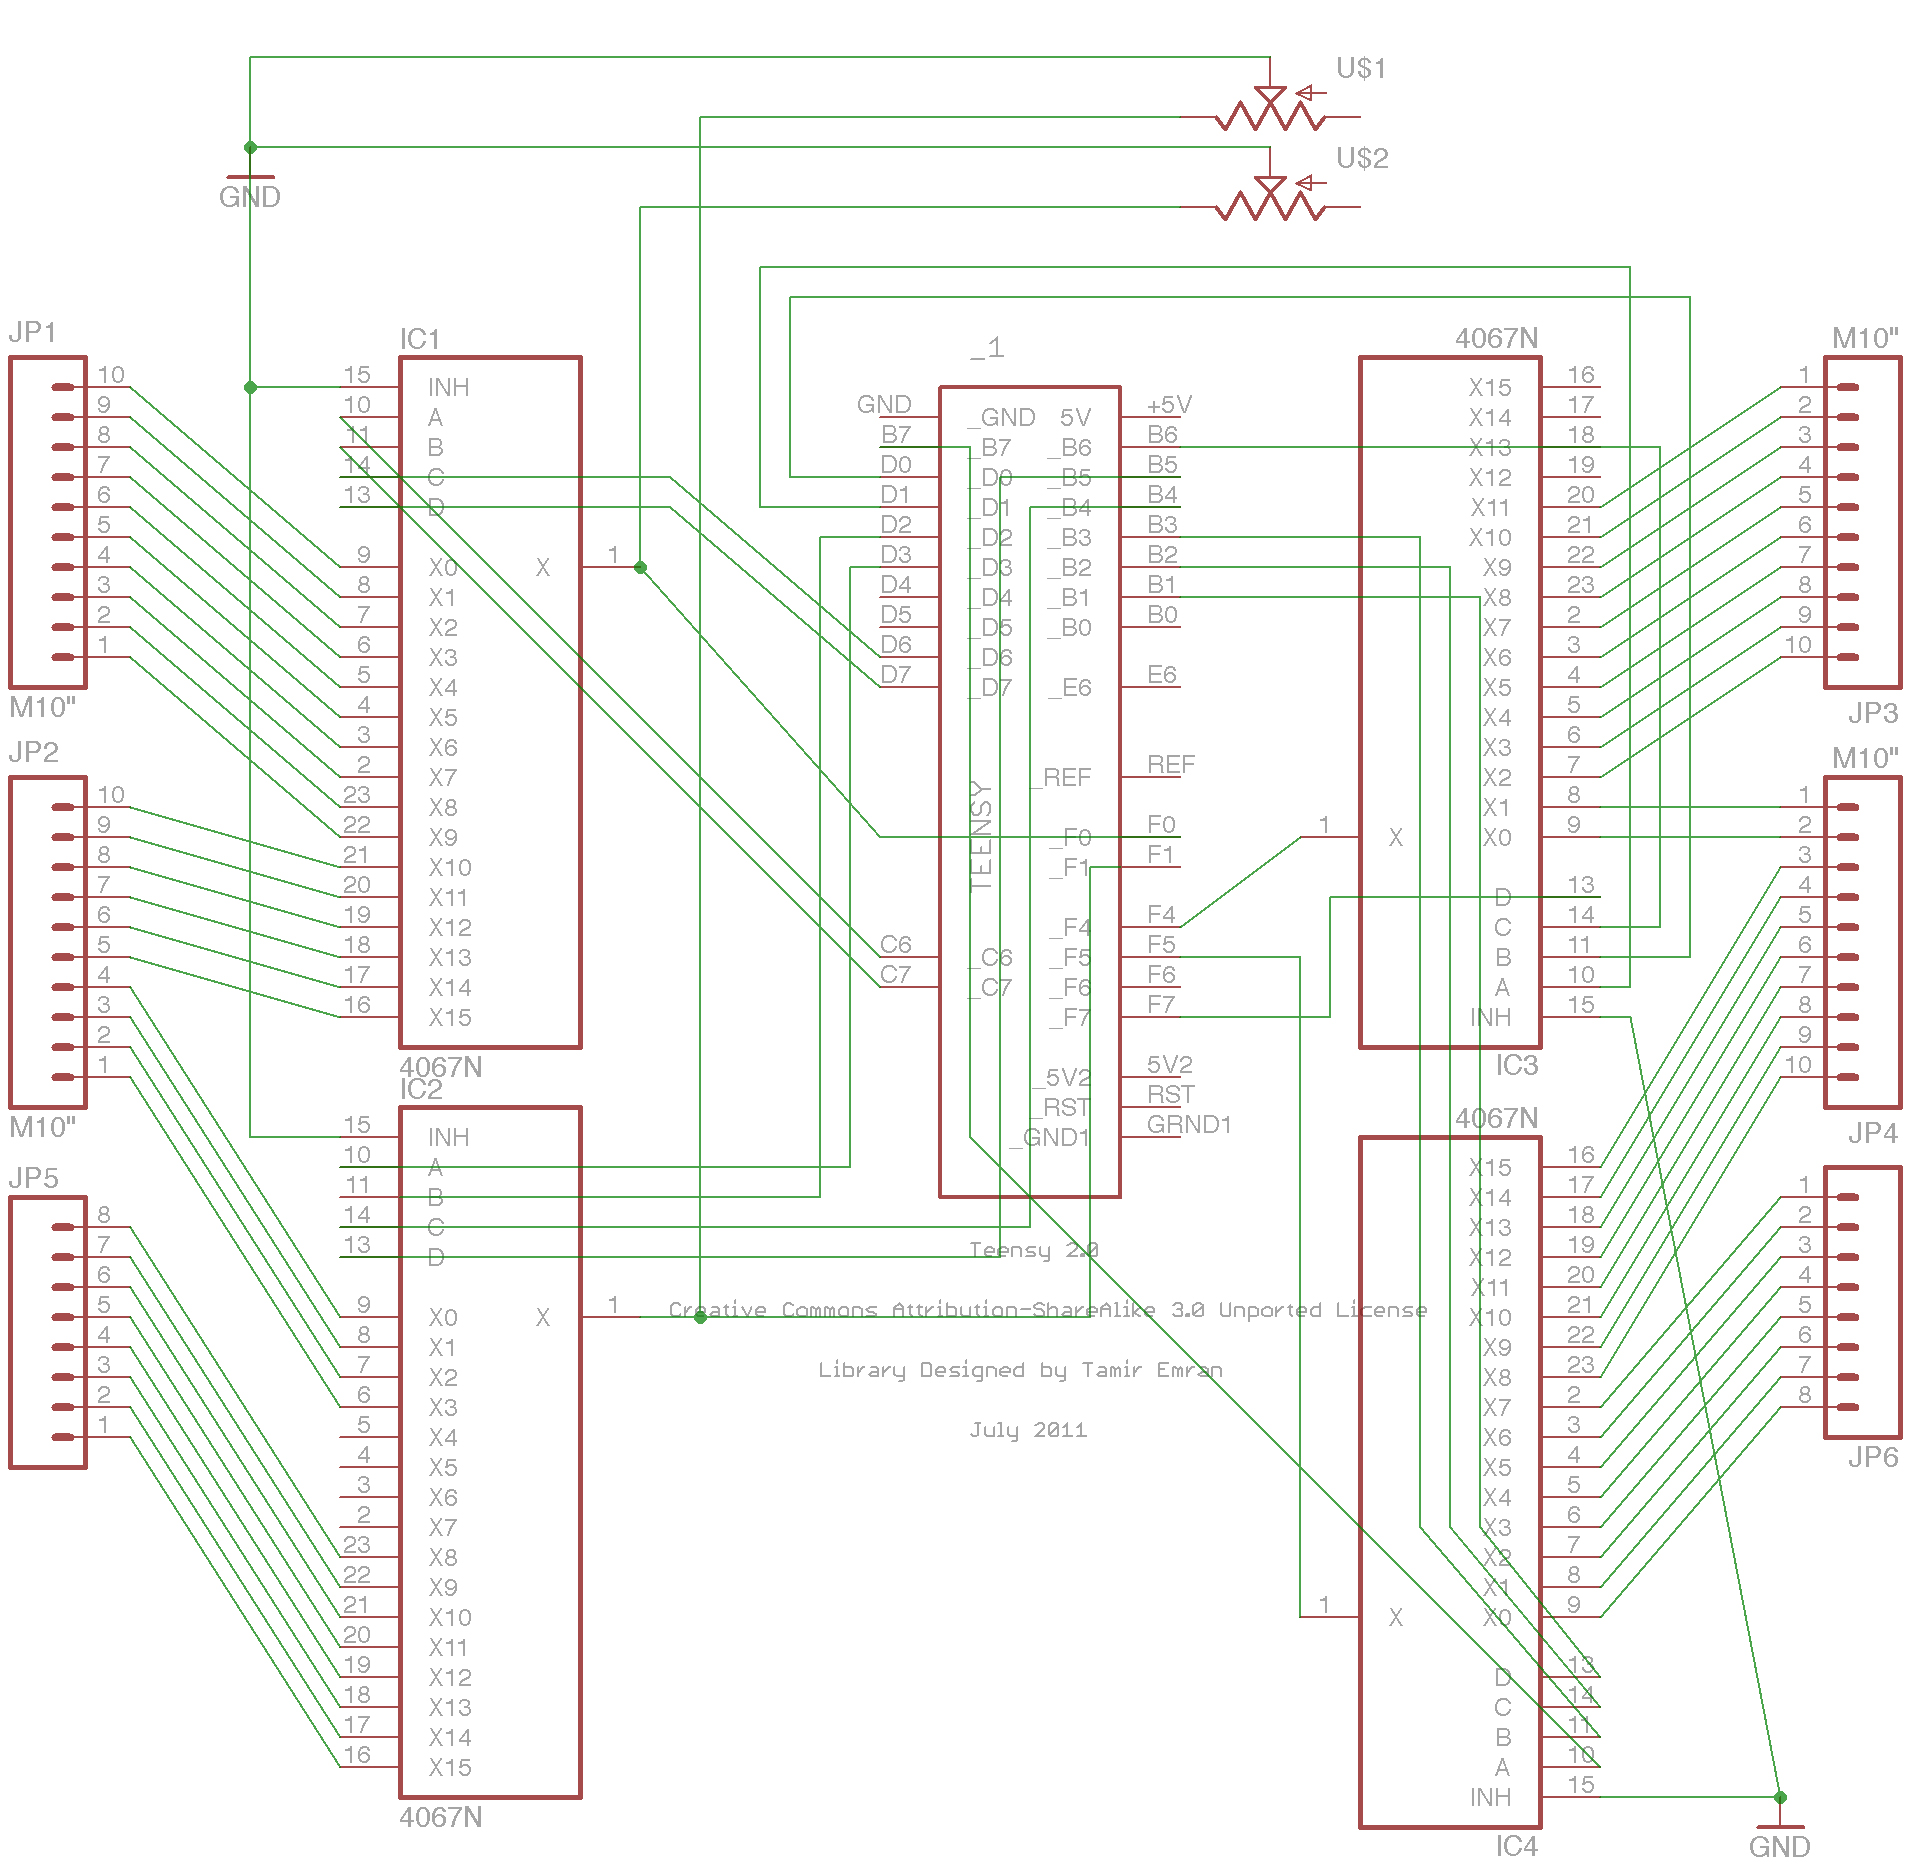 U$1
U$2
GND
JP1
10
9
8
7
6
5
4
3
2
1
M10"
JP2
10
9
8
7
6
5
4
3
2
1
M10"
JP5
8
7
6
5
4
3
2
1
IC1
15 INH
10 A
11 B
14 C
13 D
9 X0 X 1
8 X1
7 X2
6 X3
5 X4
4 X5
3 X6
2 X7
23 X8
22 X9
21 X10
20 X11
19 X12
18 X13
17 X14
16 X15
4067N
IC2
15 INH
10 A
11 B
14 C
13 D
9 X0 X 1
8 X1
7 X2
6 X3
5 X4
4 X5
3 X6
2 X7
23 X8
22 X9
21 X10
20 X11
19 X12
18 X13
17 X14
16 X15
4067N
_1
GND _GND 5V +5V
B7 _B7 _B6 B6
D0 _D0 _B5 B5
D1 _D1 _B4 B4
D2 _D2 _B3 B3
D3 _D3 _B2 B2
D4 _D4 _B1 B1
D5 _D5 _B0 B0
D6 _D6
D7 _D7 _E6 E6
_REF REF
TEENSY
_F0 F0
_F1 F1
_F4 F4
C6 _C6 _F5 F5
C7 _C7 _F6 F6
_F7 F7
_5V2 5V2
_RST RST
_GND1 GRND1
Teensy 2.0
Creative Commons Attribution-ShareAlike 3.0 Unported License
Library Designed by Tamir Emran
July 2011
4067N
X15 16
X14 17
X13 18
X12 19
X11 20
X10 21
X9 22
X8 23
X7 2
X6 3
X5 4
X4 5
X3 6
X2 7
X1 8
1 X X0 9
D 13
C 14
B 11
A 10
INH 15
IC3
4067N
X15 16
X14 17
X13 18
X12 19
X11 20
X10 21
X9 22
X8 23
X7 2
X6 3
X5 4
X4 5
X3 6
X2 7
X1 8
1 X X0 9
D 13
C 14
B 11
A 10
INH 15
IC4
M10"
1
2
3
4
5
6
7
8
9
10
JP3
M10"
1
2
3
4
5
6
7
8
9
10
JP4
1
2
3
4
5
6
7
8
JP6
GND